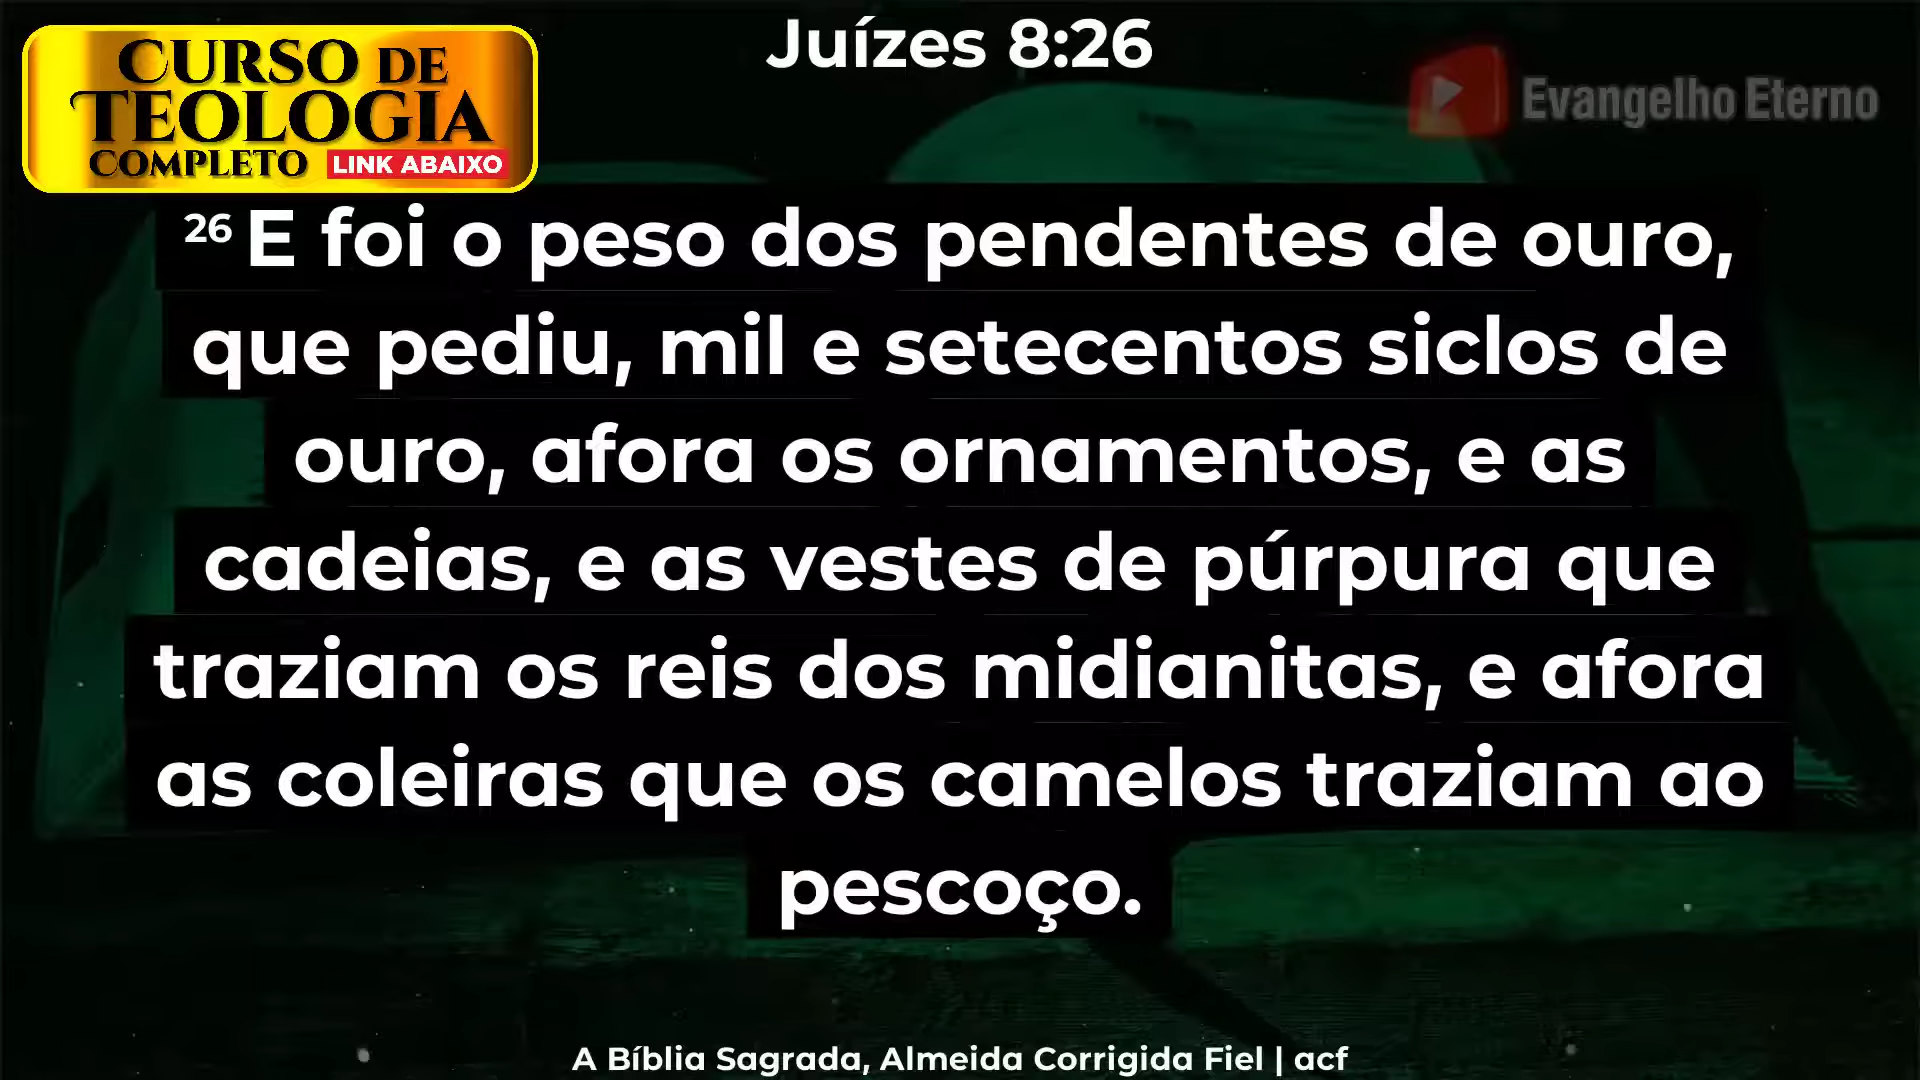 Juízes 8:26
CURSO DE
TEOLOGIA
COMPLETO LINK ABAIXO
Evangelho Eterno
26 E foi o peso dos pendentes de ouro,
que pediu, mil e setecentos siclos de
ouro, afora os ornamentos, e as
cadeias, e as vestes de púrpura que
traziam os reis dos midianitas, e afora
as coleiras que os camelos traziam ao
pescoço.
A Bíblia Sagrada, Almeida Corrigida Fiel | acf